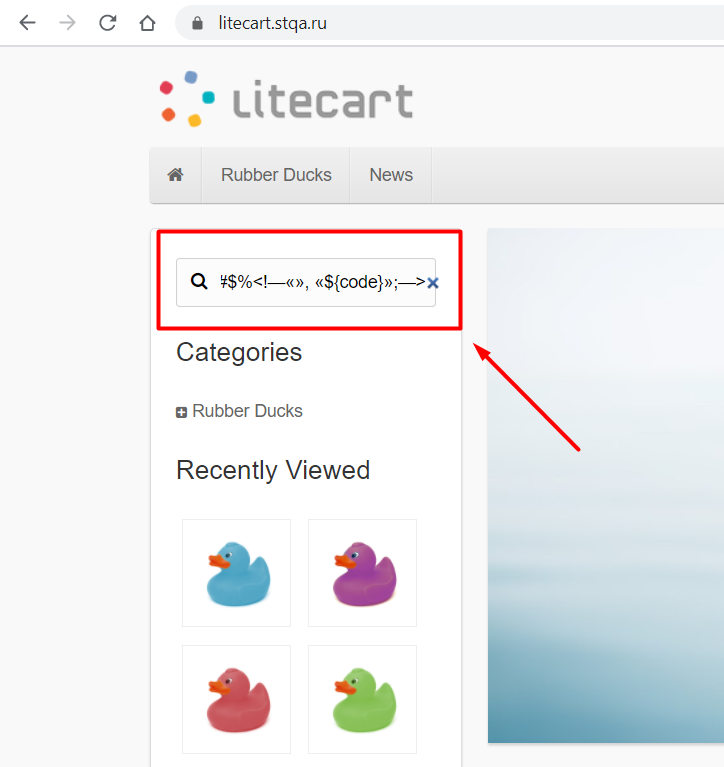 litecart.stqa.ru
Litecart
Rubber Ducks
News
#$%<!—«», «${code}»;—>
Categories
Rubber Ducks
Recently Viewed